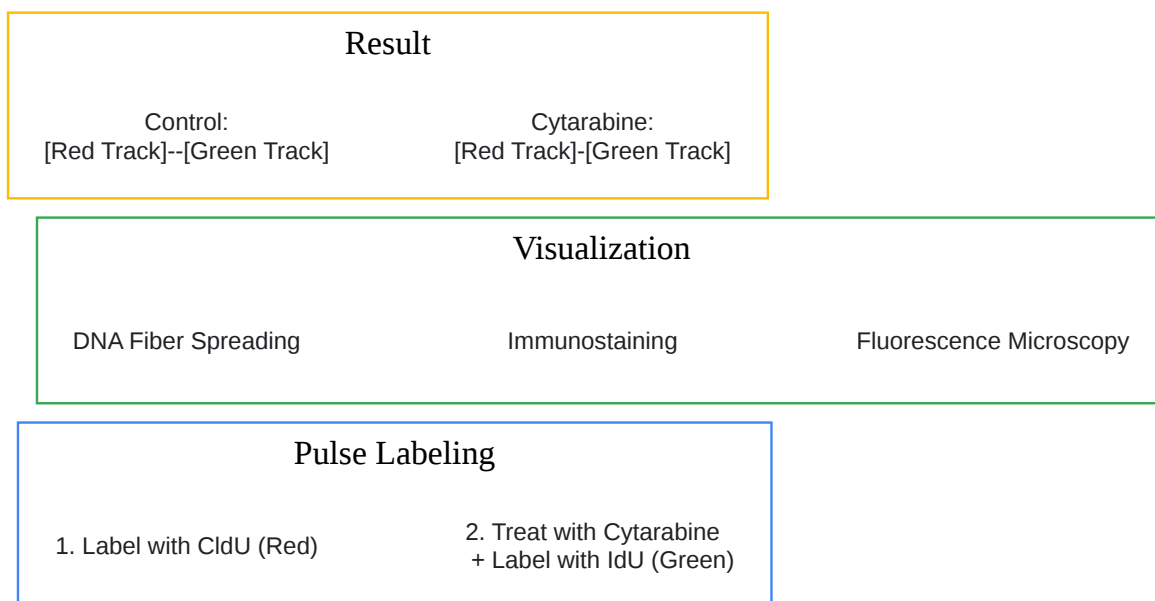 Result
Control:
[Red Track]--[Green Track]
Cytarabine:
[Red Track]-[Green Track]
Visualization
DNA Fiber Spreading
Immunostaining
Fluorescence Microscopy
Pulse Labeling
1. Label with CldU (Red)
2. Treat with Cytarabine
+ Label with IdU (Green)